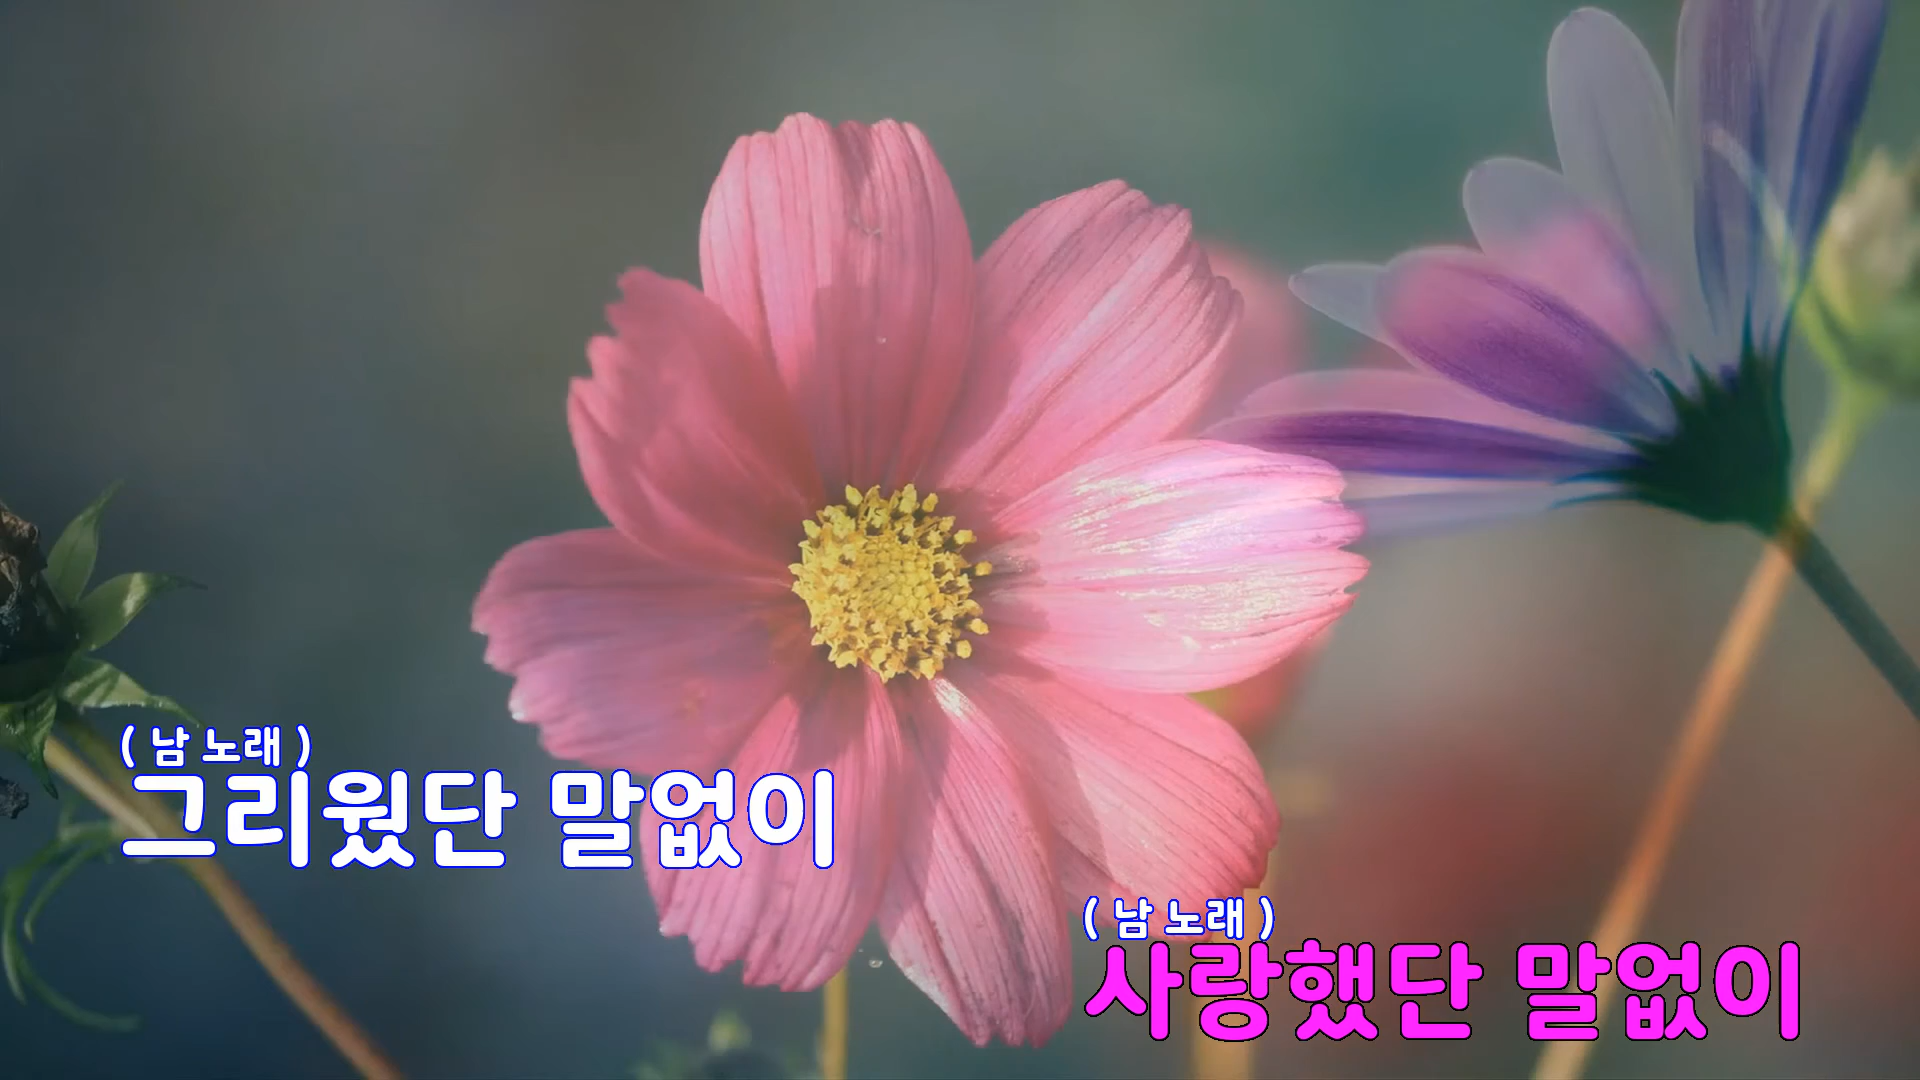 ( 남 노래 )
그리웠단 말없이
( 남 노래 )
사랑했단 말없이